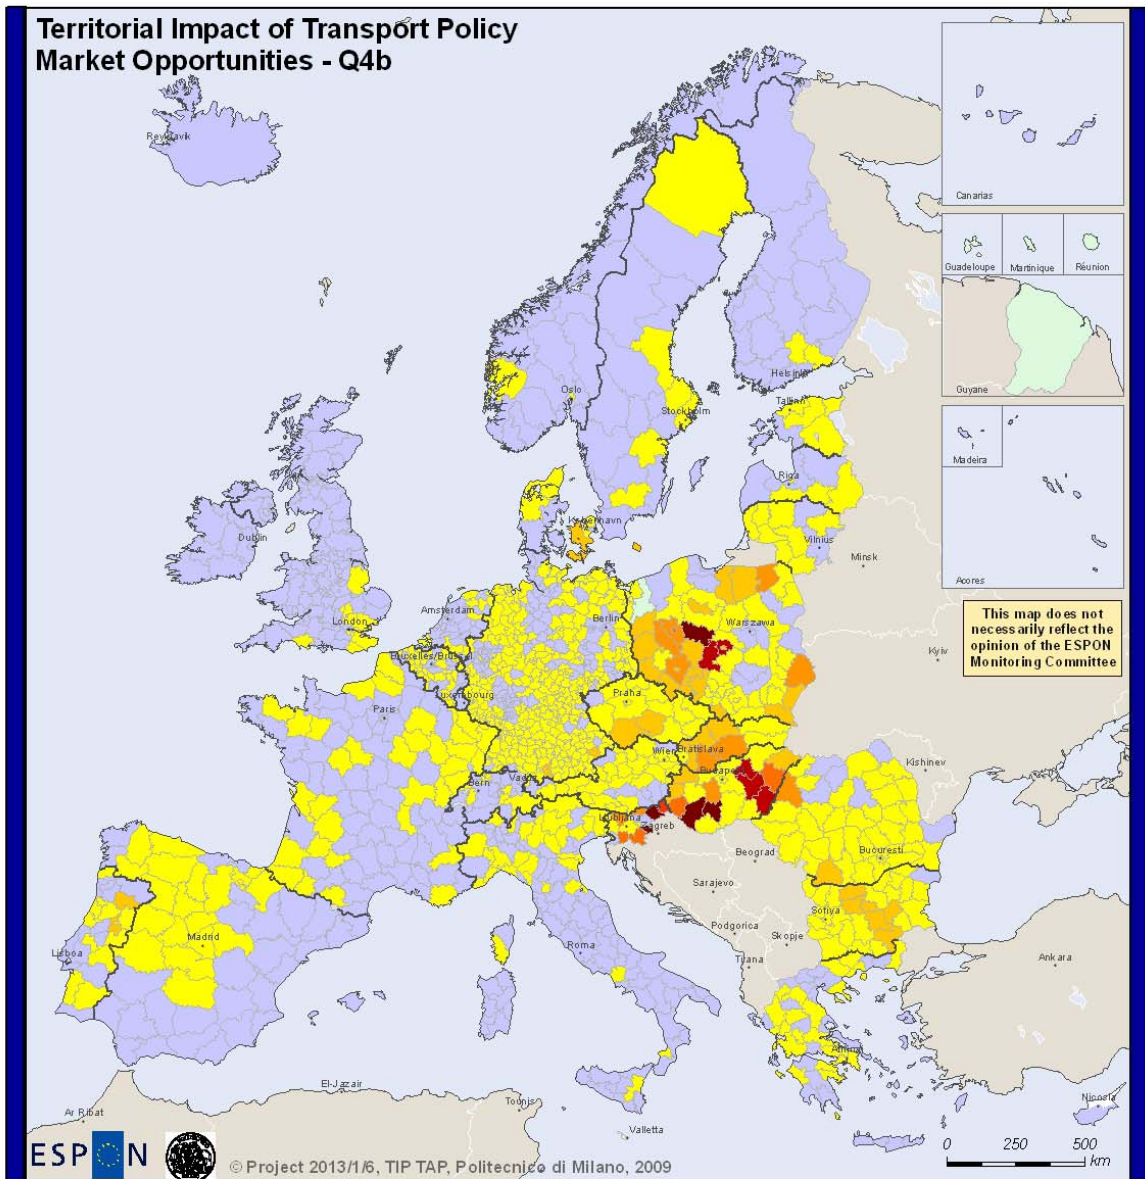 Territorial Impact of Transport Policy
Market Opportunities - Q4b
Reykjavik
Canarias
Guadeloupe
Martinique
Réunion
Guyane
Madeira
Acores
This map does not
necessarily reflect the
opinion of the ESPON
Monitoring Committee
Oslo
Helsinki
Tallinn
Stockholm
Riga
København
Vilnius
Minsk
Dublin
Amsterdam
Berlin
Warszawa
London
Kyiv
Bruxelles/Brussel
Luxembourg
Praha
Paris
Wien
Bratislava
Kishinev
Bern
Vaduz
Budapest
Ljubljana
Zagreb
Beograd
Bucuresti
Sarajevo
Sofiya
Podgorica
Skopje
Madrid
Roma
Tirana
Ankara
Lisboa
El-Jazair
Tounis
Nicosia
Ar Ribat
Valletta
0 250 500
km
ESPON
© Project 2013/1/6, TIP TAP, Politecnico di Milano, 2009